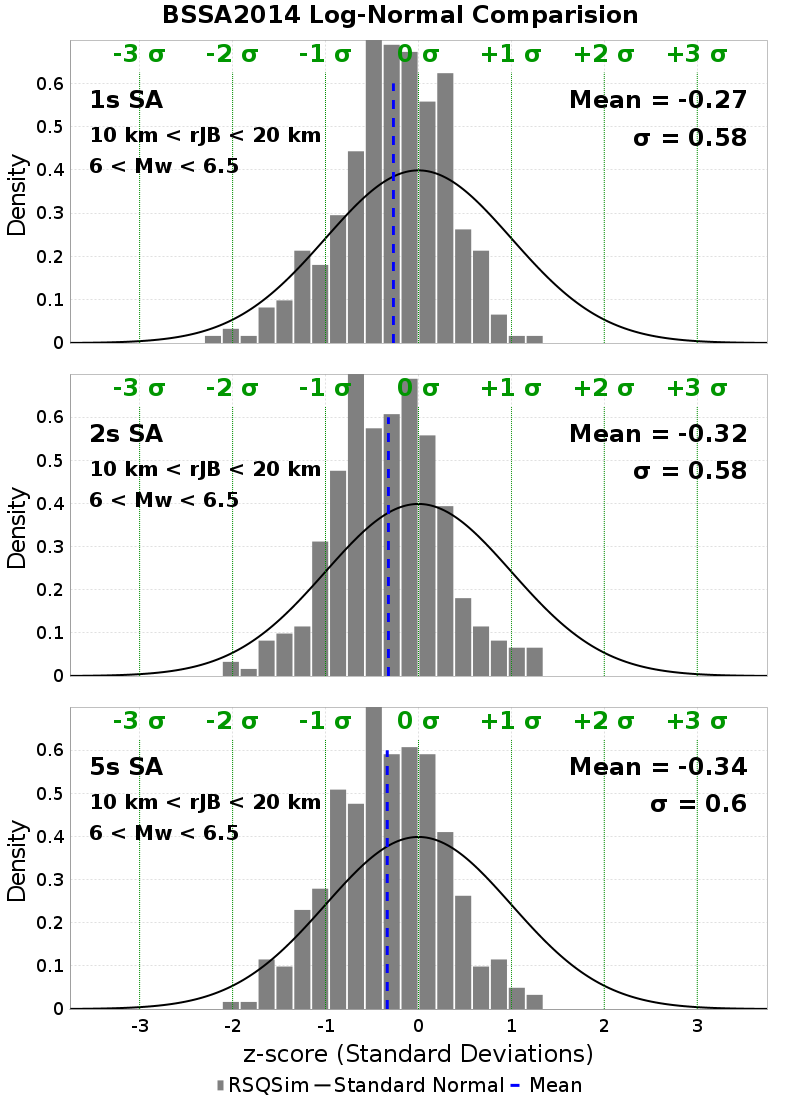 BSSA2014 Log-Normal Comparision
-3 σ -2 σ -1 σ 0 σ +1 σ +2 σ +3 σ
1s SA
Mean = -0.27
10 km < rJB < 20 km
σ = 0.58
6 < Mw < 6.5
Density
0.6
0.5
0.4
0.3
0.2
0.1
0
-3 σ -2 σ -1 σ 0 σ +1 σ +2 σ +3 σ
2s SA
Mean = -0.32
10 km < rJB < 20 km
σ = 0.58
6 < Mw < 6.5
Density
0.6
0.5
0.4
0.3
0.2
0.1
0
-3 σ -2 σ -1 σ 0 σ +1 σ +2 σ +3 σ
5s SA
Mean = -0.34
10 km < rJB < 20 km
σ = 0.6
6 < Mw < 6.5
Density
0.6
0.5
0.4
0.3
0.2
0.1
0
-3 -2 -1 0 1 2 3
z-score (Standard Deviations)
RSQSim Standard Normal Mean